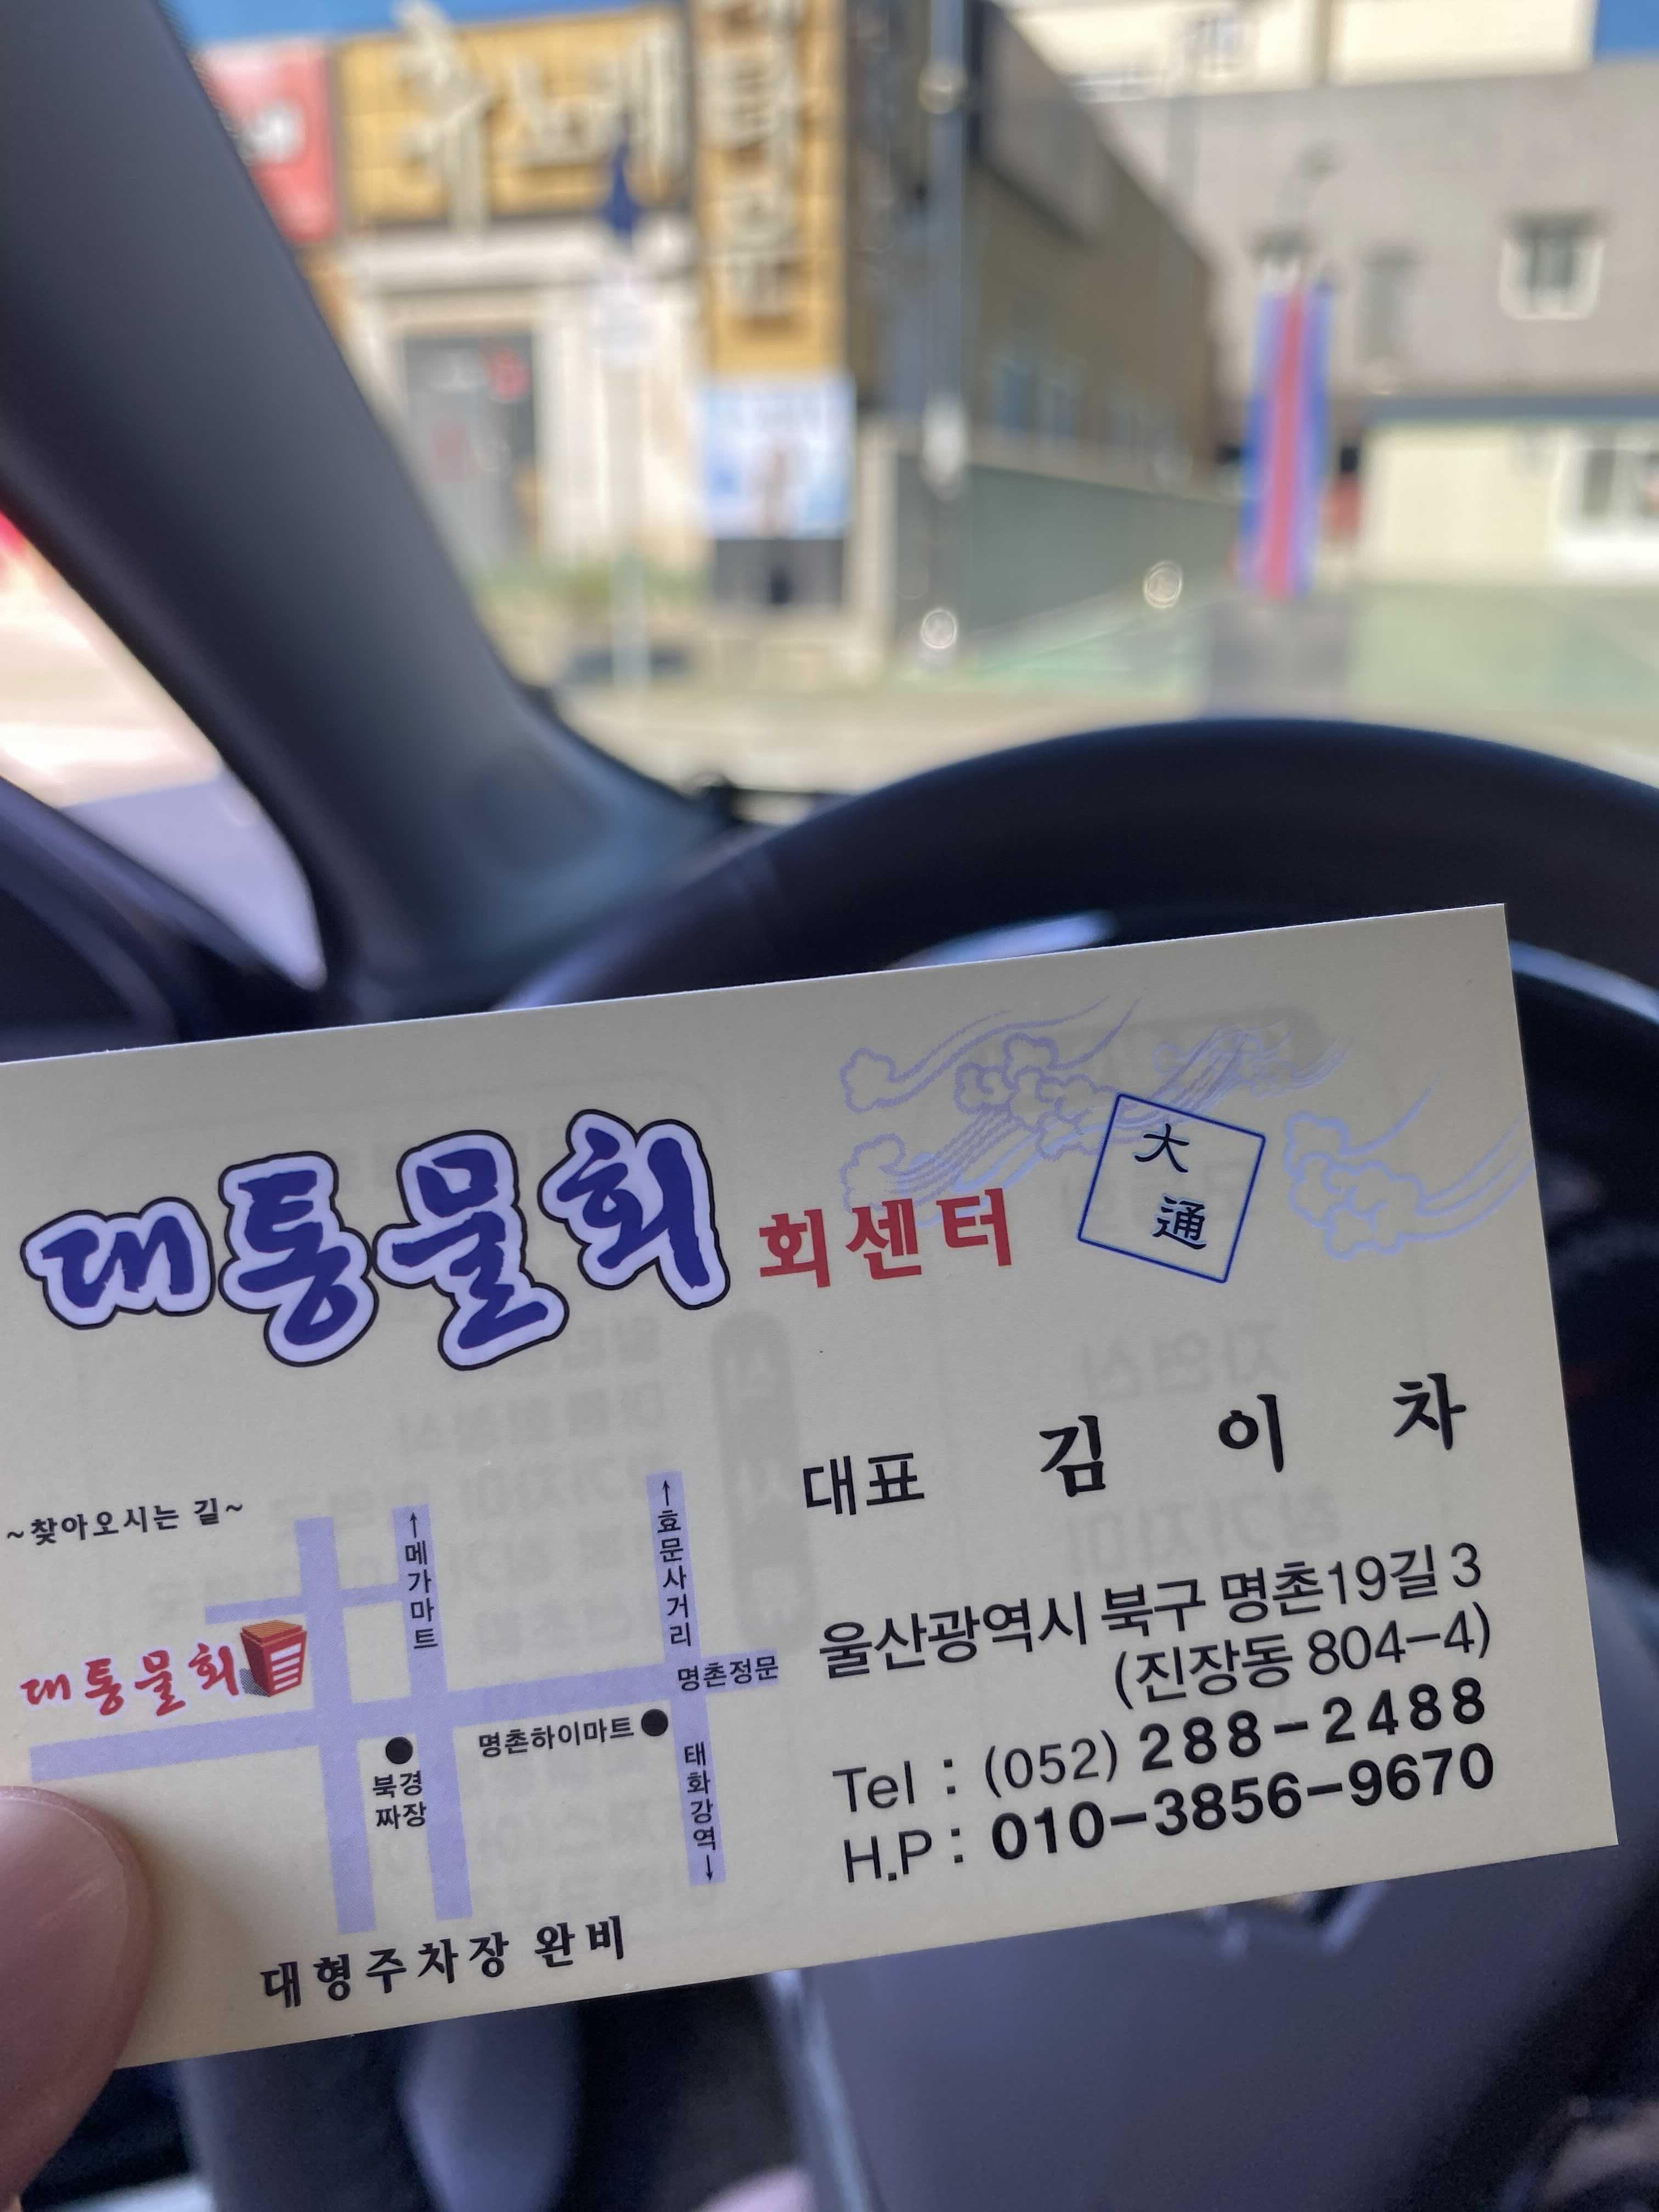 대통물회 회센터
大
通
대표 김 이 차
울산광역시 북구 명촌19길 3
(진장동 804-4)
Tel : (052) 288-2488
H.P : 010-3856-9670
~찾아오시는 길~
↑메가마트
↑효문사거리
대통물회
명촌정문
명촌하이마트
북경
짜장
태화강역↓
대형주차장 완비